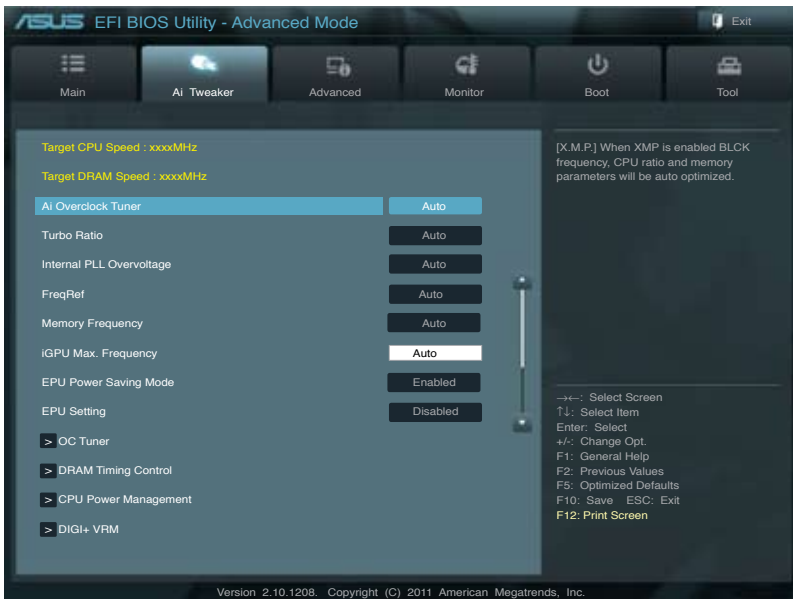 ASUS EFI BIOS Utility - Advanced Mode
Exit
Main
Ai Tweaker
Advanced
Monitor
Boot
Tool
Target CPU Speed : xxxxMHz
Target DRAM Speed : xxxxMHz
Ai Overclock Tuner Auto
Turbo Ratio Auto
Internal PLL Overvoltage Auto
FreqRef Auto
Memory Frequency Auto
iGPU Max. Frequency Auto
EPU Power Saving Mode Enabled
EPU Setting Disabled
> OC Tuner
> DRAM Timing Control
> CPU Power Management
> DIGI+ VRM
[X.M.P.] When XMP is enabled BLCK
frequency, CPU ratio and memory
parameters will be auto optimized.
→←: Select Screen
↑↓: Select Item
Enter: Select
+/-: Change Opt.
F1: General Help
F2: Previous Values
F5: Optimized Defaults
F10: Save ESC: Exit
F12: Print Screen
Version 2.10.1208. Copyright (C) 2011 American Megatrends, Inc.